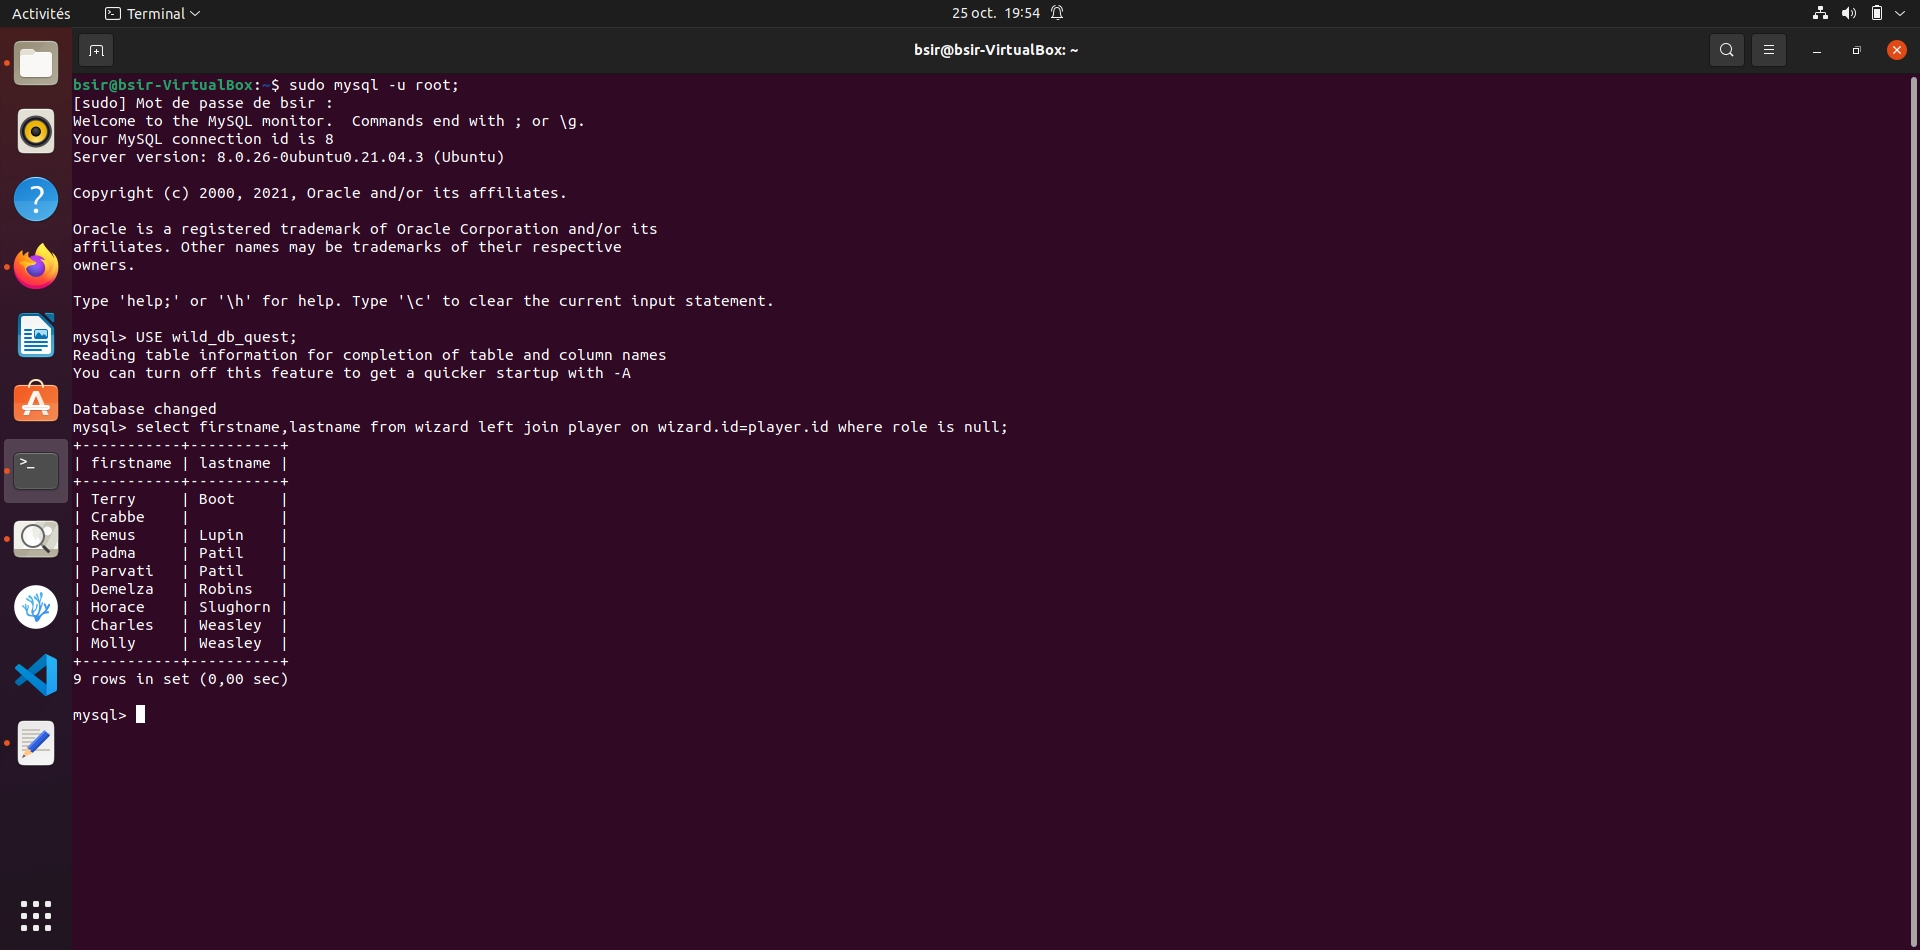 Activités
Terminal
25 oct. 19:54
bsir@bsir-VirtualBox: ~
bsir@bsir-VirtualBox:~$ sudo mysql -u root;
[sudo] Mot de passe de bsir :
Welcome to the MySQL monitor.  Commands end with ; or \g.
Your MySQL connection id is 8
Server version: 8.0.26-0ubuntu0.21.04.3 (Ubuntu)
Copyright (c) 2000, 2021, Oracle and/or its affiliates.
Oracle is a registered trademark of Oracle Corporation and/or its
affiliates. Other names may be trademarks of their respective
owners.
Type 'help;' or '\h' for help. Type '\c' to clear the current input statement.
mysql> USE wild_db_quest;
Reading table information for completion of table and column names
You can turn off this feature to get a quicker startup with -A
Database changed
mysql> select firstname,lastname from wizard left join player on wizard.id=player.id where role is null;
+-----------+----------+
| firstname | lastname |
+-----------+----------+
| Terry     | Boot     |
| Crabbe    |          |
| Remus     | Lupin    |
| Padma     | Patil    |
| Parvati   | Patil    |
| Demelza   | Robins   |
| Horace    | Slughorn |
| Charles   | Weasley  |
| Molly     | Weasley  |
+-----------+----------+
9 rows in set (0,00 sec)
mysql>